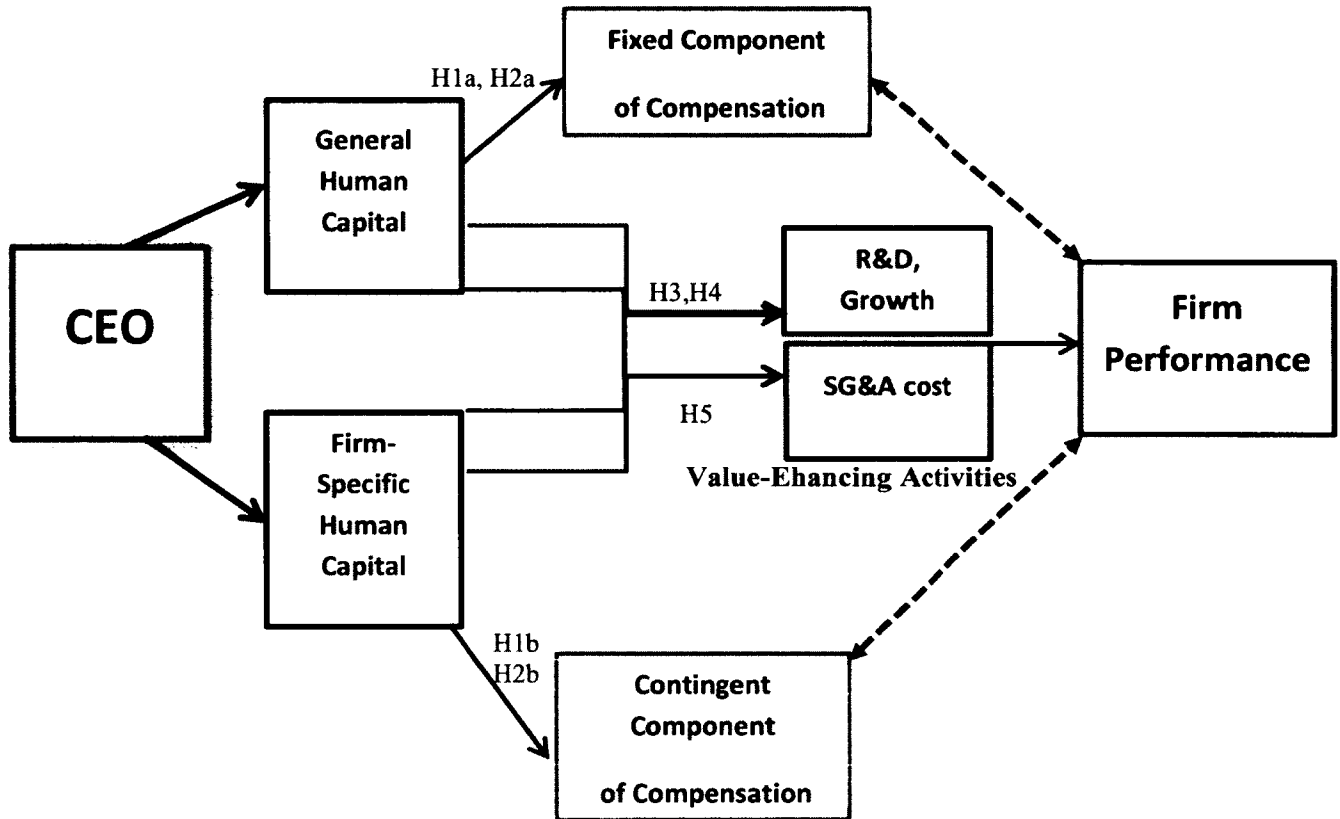 Fixed Component
of Compensation
H1a, H2a
General
Human
Capital
CEO
H3,H4
R&D,
Growth
Firm
Performance
SG&A cost
H5
Value-Ehancing Activities
Firm-
Specific
Human
Capital
H1b
H2b
Contingent
Component
of Compensation